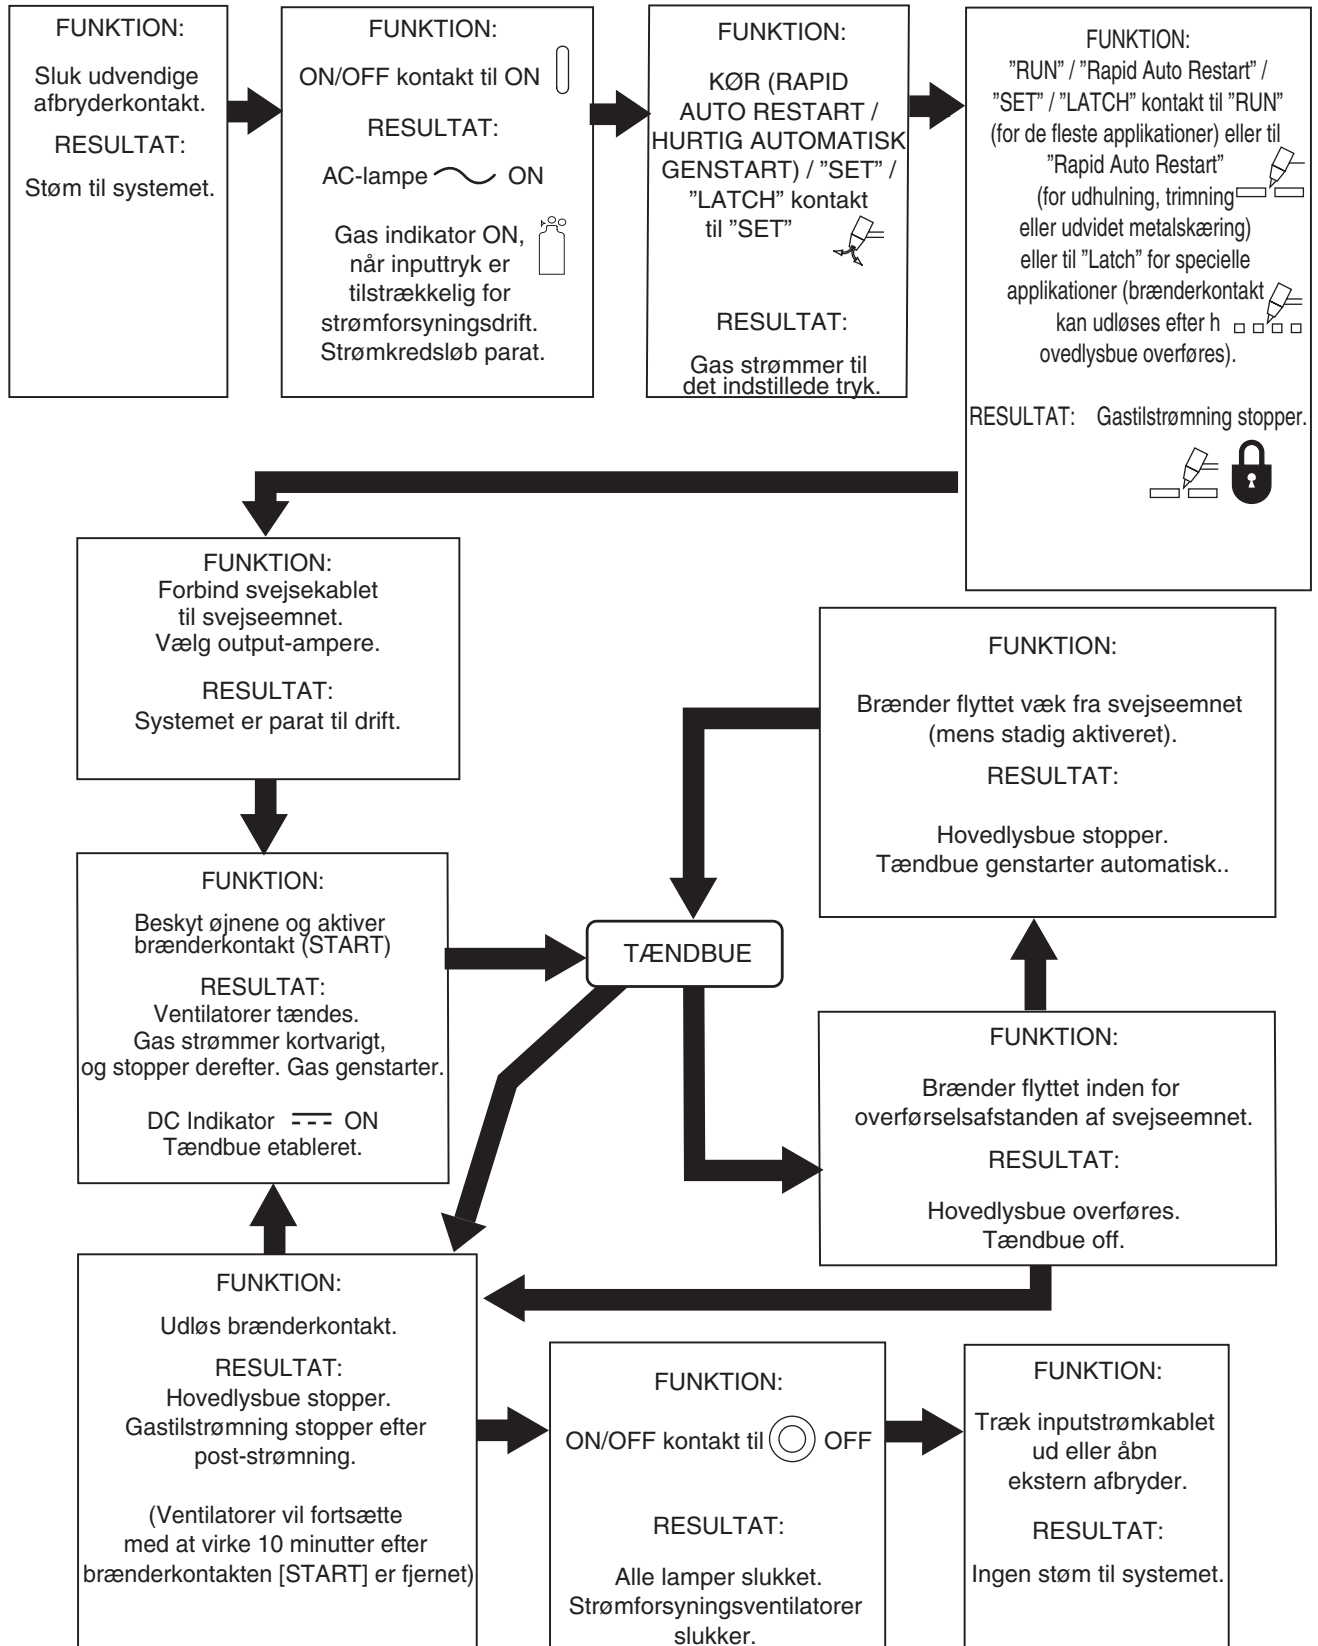 FUNKTION:
Sluk udvendige
afbryderkontakt.
RESULTAT:
Støm til systemet.
FUNKTION:
ON/OFF kontakt til ON
RESULTAT:
AC-lampe ON
Gas indikator ON,
når inputtryk er
tilstrækkelig for
strømforsyningsdrift.
Strømkredsløb parat.
FUNKTION:
KØR (RAPID
AUTO RESTART /
HURTIG AUTOMATISK
GENSTART) / "SET" /
"LATCH" kontakt
til "SET"
RESULTAT:
Gas strømmer til
det indstillede tryk.
FUNKTION:
"RUN" / "Rapid Auto Restart" /
"SET" / "LATCH" kontakt til "RUN"
(for de fleste applikationer) eller til
"Rapid Auto Restart"
(for udhulning, trimning
eller udvidet metalskæring)
eller til "Latch" for specielle
applikationer (brænderkontakt
kan udløses efter h
ovedlysbue overføres).
RESULTAT: Gastilstrømning stopper.
FUNKTION:
Forbind svejsekablet
til svejseemnet.
Vælg output-ampere.
RESULTAT:
Systemet er parat til drift.
FUNKTION:
Brænder flyttet væk fra svejseemnet
(mens stadig aktiveret).
RESULTAT:
Hovedlysbue stopper.
Tændbue genstarter automatisk..
FUNKTION:
Beskyt øjnene og aktiver
brænderkontakt (START)
RESULTAT:
Ventilatorer tændes.
Gas strømmer kortvarigt,
og stopper derefter. Gas genstarter.
DC Indikator ON
Tændbue etableret.
TÆNDBUE
FUNKTION:
Brænder flyttet inden for
overførselsafstanden af svejseemnet.
RESULTAT:
Hovedlysbue overføres.
Tændbue off.
FUNKTION:
Udløs brænderkontakt.
RESULTAT:
Hovedlysbue stopper.
Gastilstrømning stopper efter
post-strømning.
(Ventilatorer vil fortsætte
med at virke 10 minutter efter
brænderkontakten [START] er fjernet)
FUNKTION:
ON/OFF kontakt til OFF
RESULTAT:
Alle lamper slukket.
Strømforsyningsventilatorer
slukker.
FUNKTION:
Træk inputstrømkablet
ud eller åbn
ekstern afbryder.
RESULTAT:
Ingen støm til systemet.